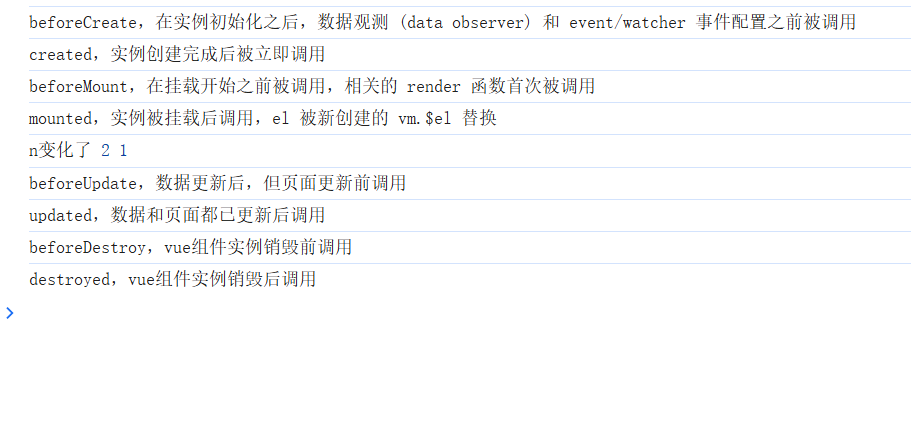 beforeCreate，在实例初始化之后，数据观测 (data observer) 和 event/watcher 事件配置之前被调用
created，实例创建完成后被立即调用
beforeMount，在挂载开始之前被调用，相关的 render 函数首次被调用
mounted，实例被挂载后调用，el 被新创建的 vm.$el 替换
n变化了 2 1
beforeUpdate，数据更新后，但页面更新前调用
updated，数据和页面都已更新后调用
beforeDestroy，vue组件实例销毁前调用
destroyed，vue组件实例销毁后调用